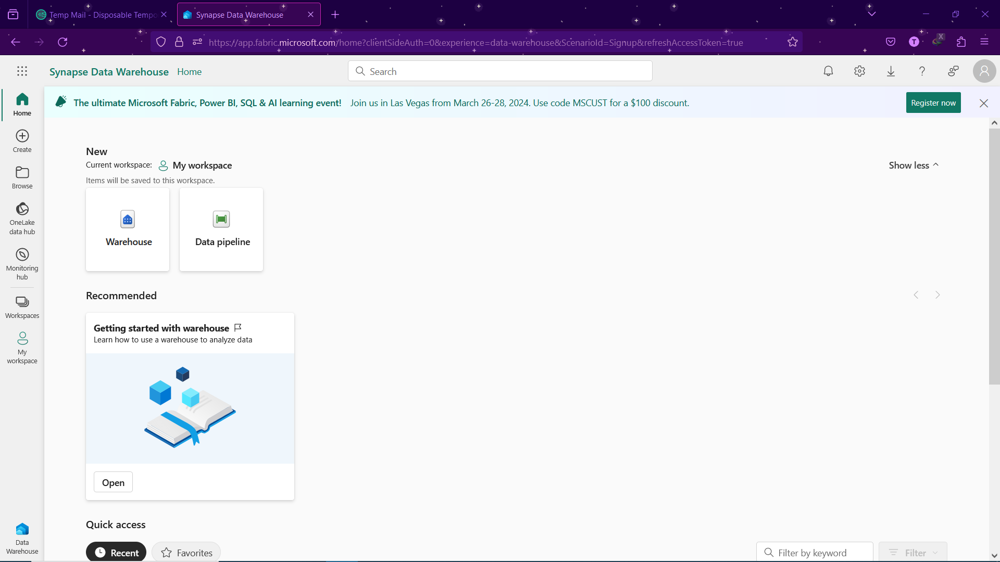 Temp Mail - Disposable Tempo
Synapse Data Warehouse
https://app.fabric.microsoft.com/home?clientSideAuth=0&experience=data-warehouse&ScenarioId=Signup&refreshAccessToken=true
T
X
Synapse Data Warehouse Home
Search
The ultimate Microsoft Fabric, Power BI, SQL & AI learning event! Join us in Las Vegas from March 26-28, 2024. Use code MSCUST for a $100 discount.
Register now
Home
Create
Browse
OneLake
data hub
Monitoring
hub
Workspaces
My
workspace
Data
Warehouse
New
Current workspace: My workspace
Show less
Items will be saved to this workspace.
Warehouse
Data pipeline
Recommended
Getting started with warehouse
Learn how to use a warehouse to analyze data
Open
Quick access
Recent
Favorites
Filter by keyword
Filter